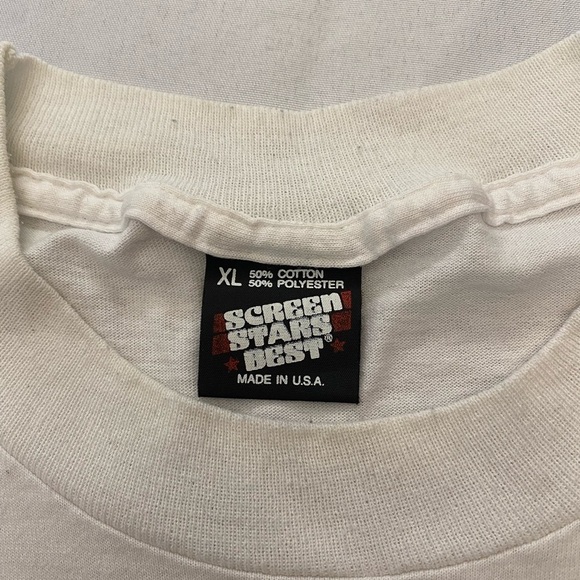 XL 50% COTTON
50% POLYESTER
SCREEN
STARS
BEST®
MADE IN U.S.A.